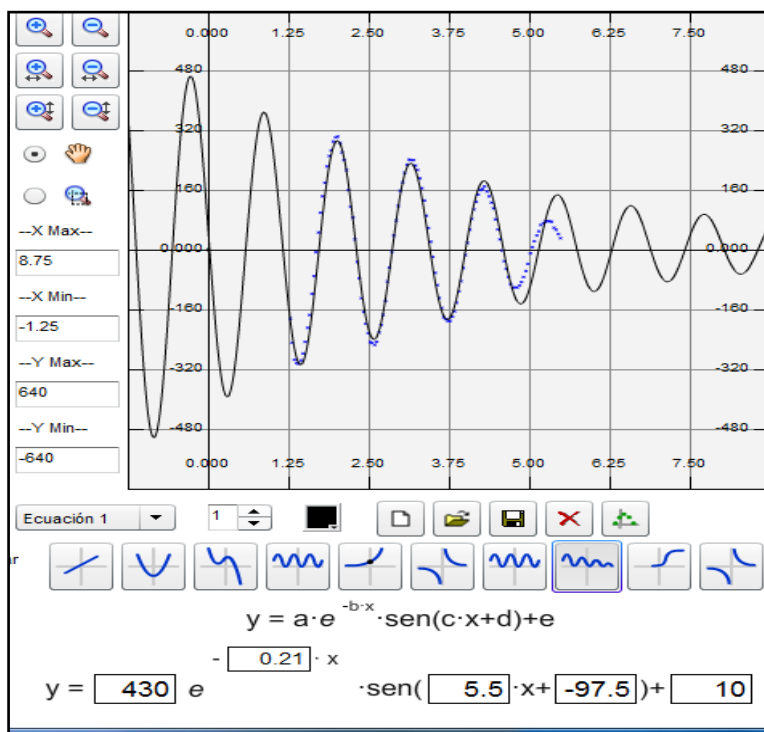 0.000 1.25 2.50 3.75 5.00 6.25 7.50
480 480
320 320
160 160
--X Max--
8.75
0.000 0.000
--X Min--
-1.25
-160 -160
--Y Max--
640
-320 -320
--Y Min--
-640
-480 -480
0.000 1.25 2.50 3.75 5.00 6.25 7.50
Ecuación 1 1
ar
y = a·e -b·x ·sen(c·x+d)+e
- 0.21 · x
y = 430 e ·sen( 5.5 ·x+ -97.5 )+ 10